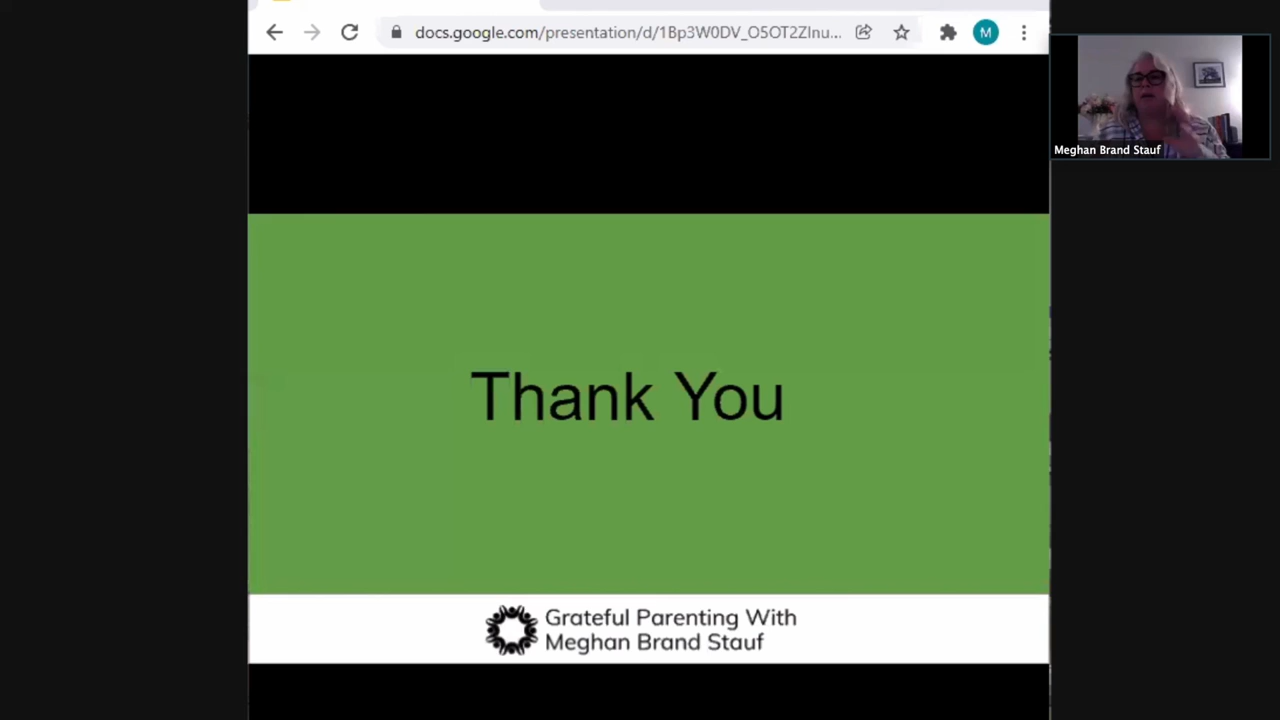 docs.google.com/presentation/d/1Bp3W0DV_O5OT2ZInu...
M
Meghan Brand Stauf
Thank You
Grateful Parenting With
Meghan Brand Stauf